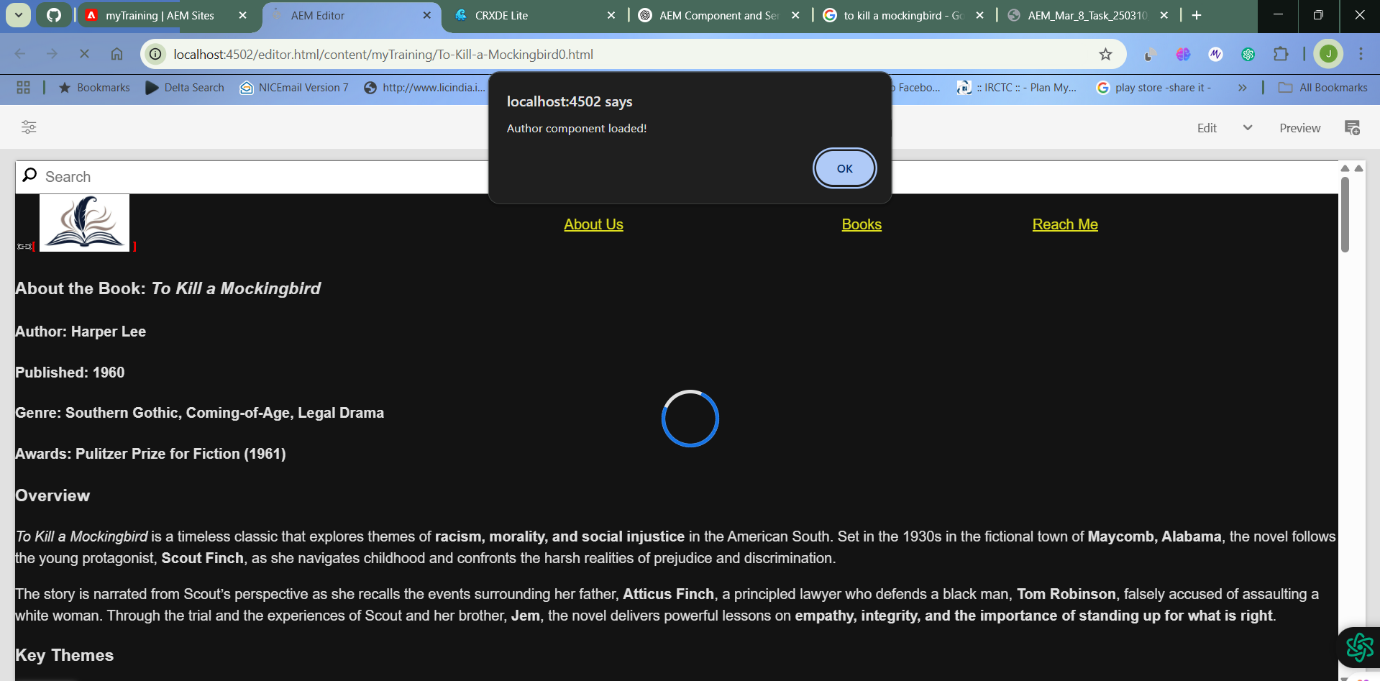 myTraining | AEM Sites
AEM Editor
CRXDE Lite
AEM Component and Ser
to kill a mockingbird - Go
AEM_Mar_8_Task_250310
localhost:4502/editor.html/content/myTraining/To-Kill-a-Mockingbird0.html
Bookmarks
Delta Search
NICEmail Version 7
http://www.licindia.i...
Faceboo...
:: IRCTC :: - Plan My...
play store -share it -
All Bookmarks
localhost:4502 says
Author component loaded!
OK
Edit
Preview
Search
About Us
Books
Reach Me
About the Book: To Kill a Mockingbird
Author: Harper Lee
Published: 1960
Genre: Southern Gothic, Coming-of-Age, Legal Drama
Awards: Pulitzer Prize for Fiction (1961)
Overview
To Kill a Mockingbird is a timeless classic that explores themes of racism, morality, and social injustice in the American South. Set in the 1930s in the fictional town of Maycomb, Alabama, the novel follows
the young protagonist, Scout Finch, as she navigates childhood and confronts the harsh realities of prejudice and discrimination.
The story is narrated from Scout's perspective as she recalls the events surrounding her father, Atticus Finch, a principled lawyer who defends a black man, Tom Robinson, falsely accused of assaulting a
white woman. Through the trial and the experiences of Scout and her brother, Jem, the novel delivers powerful lessons on empathy, integrity, and the importance of standing up for what is right.
Key Themes